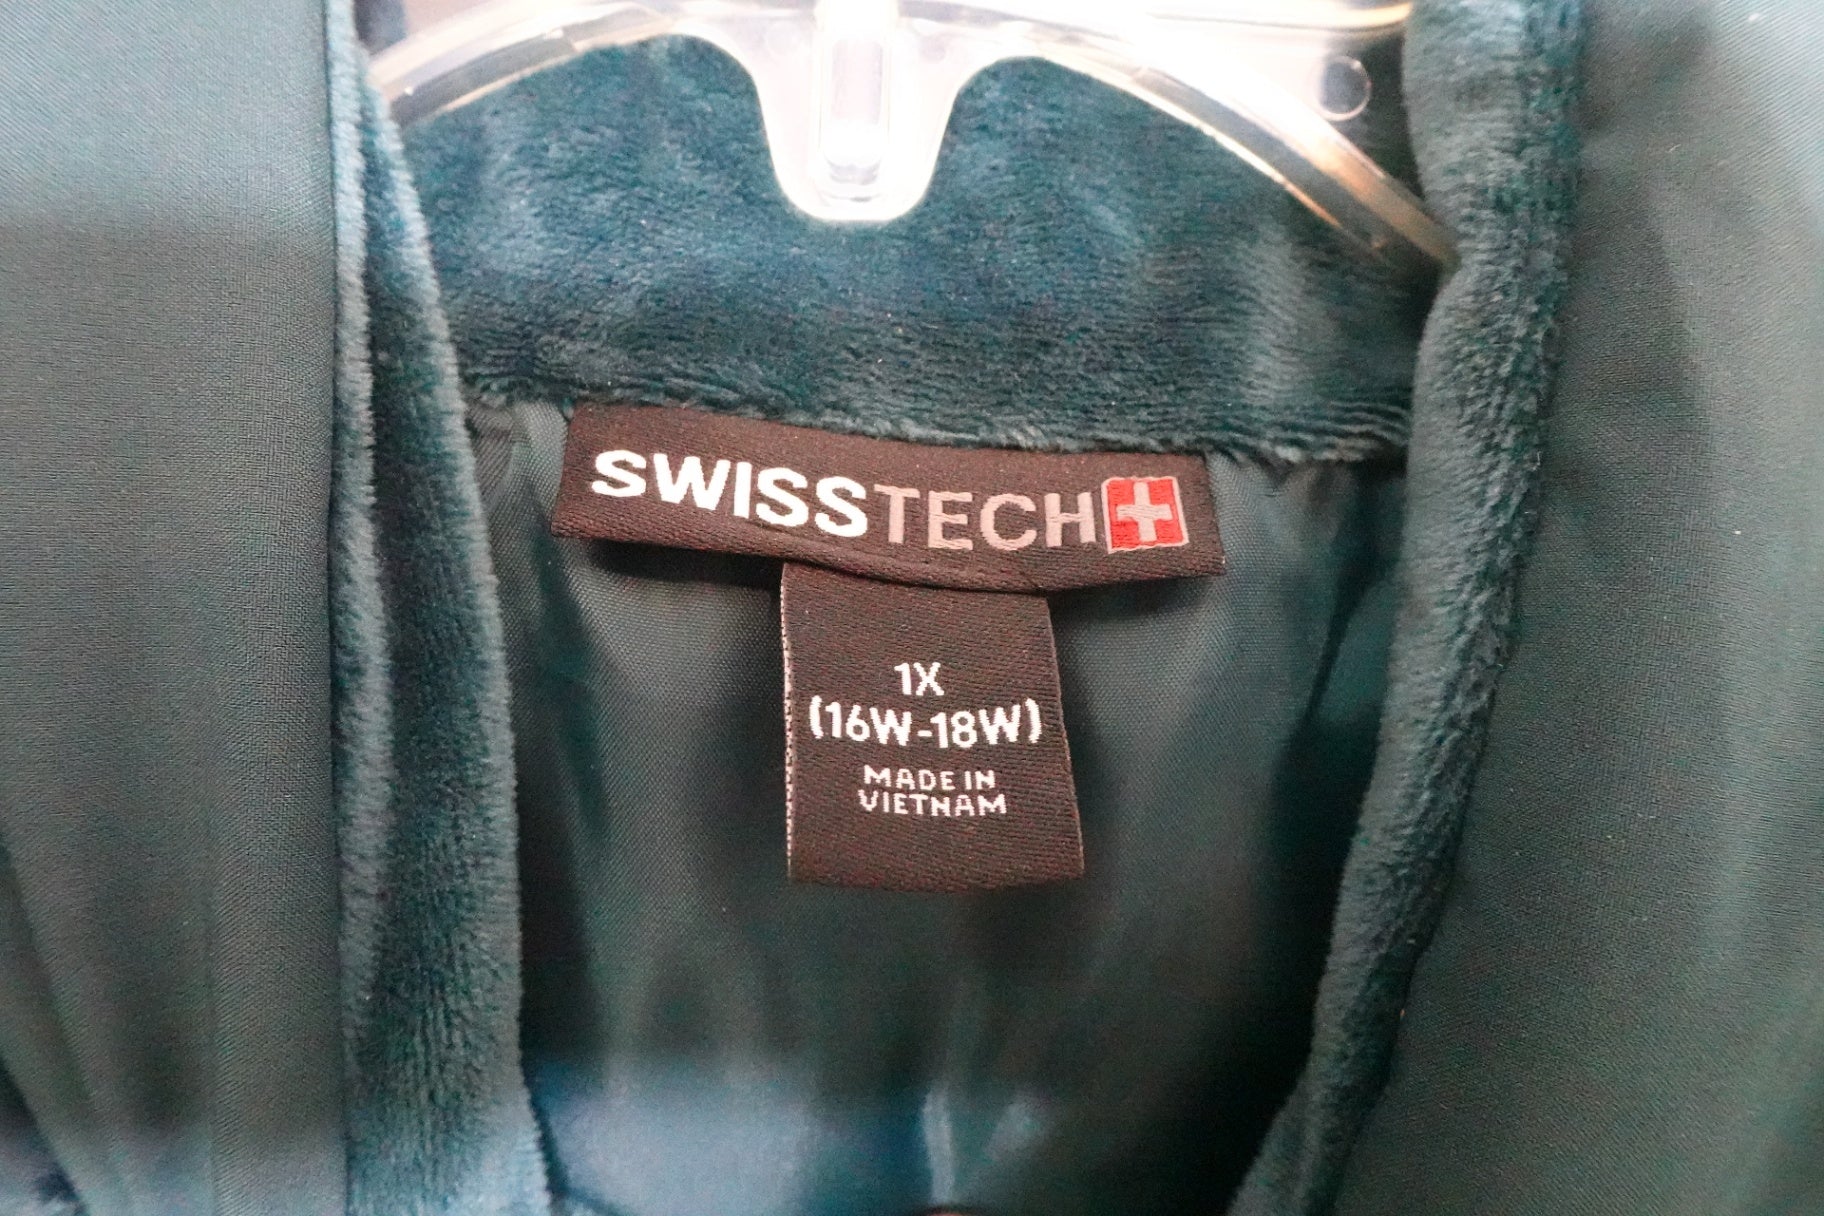 SWISSTECH
1X
(16W-18W)
MADE IN
VIETNAM